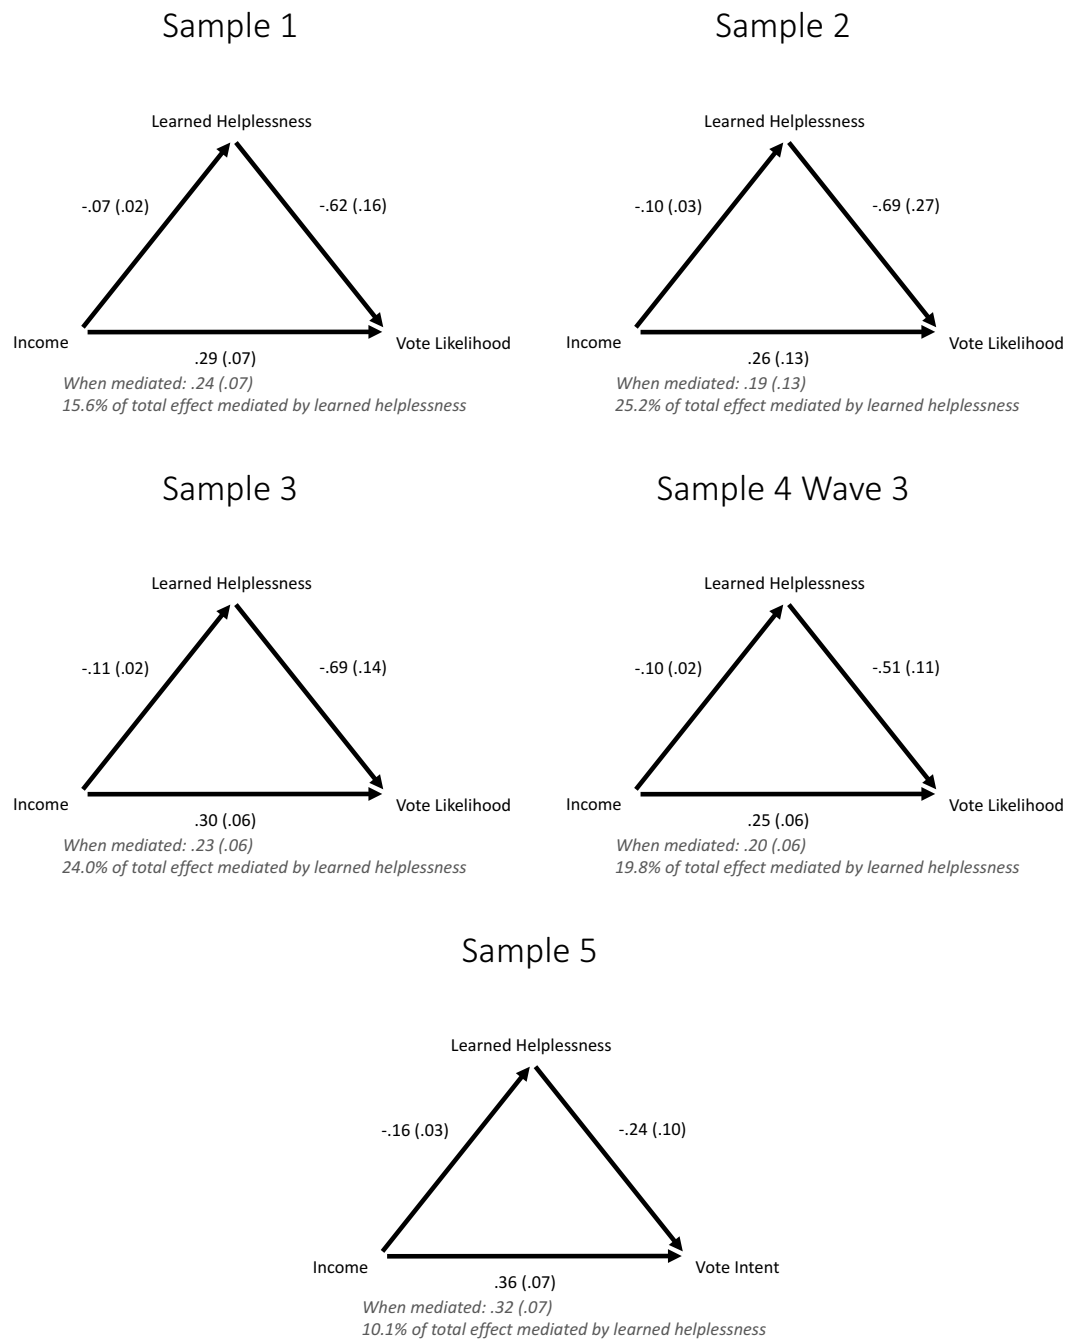 Sample 1
Learned Helplessness
-.07 (.02)
-.62 (.16)
Income
Vote Likelihood
.29 (.07)
When mediated: .24 (.07)
15.6% of total effect mediated by learned helplessness
Sample 2
Learned Helplessness
-.10 (.03)
-.69 (.27)
Income
Vote Likelihood
.26 (.13)
When mediated: .19 (.13)
25.2% of total effect mediated by learned helplessness
Sample 3
Learned Helplessness
-.11 (.02)
-.69 (.14)
Income
Vote Likelihood
.30 (.06)
When mediated: .23 (.06)
24.0% of total effect mediated by learned helplessness
Sample 4 Wave 3
Learned Helplessness
-.10 (.02)
-.51 (.11)
Income
Vote Likelihood
.25 (.06)
When mediated: .20 (.06)
19.8% of total effect mediated by learned helplessness
Sample 5
Learned Helplessness
-.16 (.03)
-.24 (.10)
Income
Vote Intent
.36 (.07)
When mediated: .32 (.07)
10.1% of total effect mediated by learned helplessness